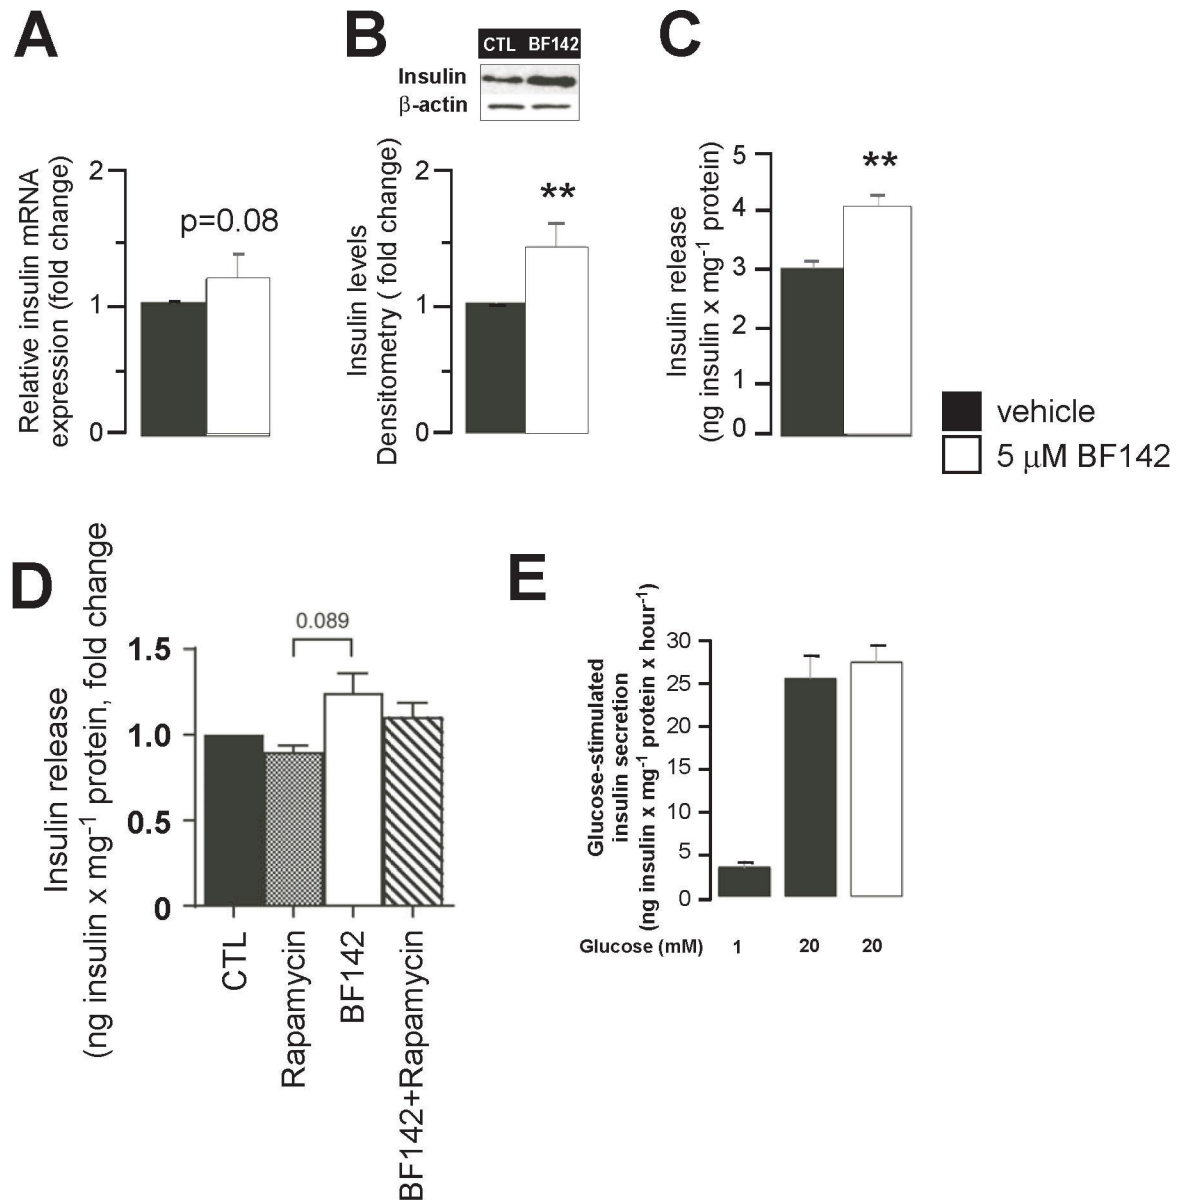 A
B
C
CTL BF142
Insulin
β-actin
Relative insulin mRNA
expression (fold change)
2
1
0
p=0.08
Insulin levels
Densitometry ( fold change)
2
1
0
**
Insulin release
(ng insulin x mg⁻¹ protein)
5
4
3
2
1
0
**
vehicle
5 μM BF142
D
Insulin release
(ng insulin x mg⁻¹ protein, fold change
1.5
1.0
0.5
0
0.089
CTL
Rapamycin
BF142
BF142+Rapamycin
E
Glucose-stimulated
insulin secretion
(ng insulin x mg⁻¹ protein x hour⁻¹)
30
25
20
15
10
5
0
Glucose (mM) 1 20 20